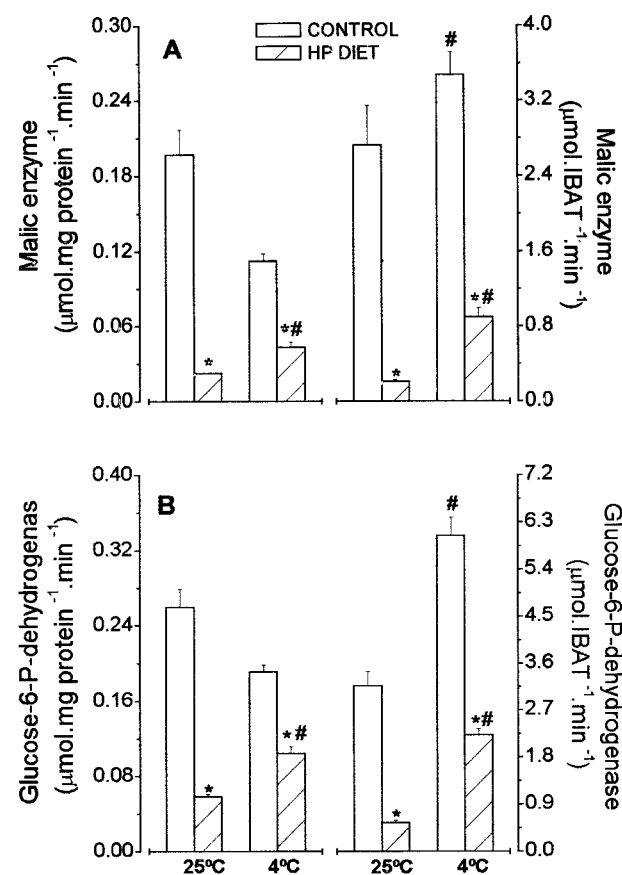 A
CONTROL
HP DIET
Malic enzyme
(μmol.mg protein⁻¹.min⁻¹)
0.30
0.24
0.18
0.12
0.06
0.00
*
*#
*
#
*#
4.0
3.2
2.4
1.6
0.8
0.0
Malic enzyme
(μmol.IBAT⁻¹.min⁻¹)
B
Glucose-6-P-dehydrogenas
(μmol.mg protein⁻¹.min⁻¹)
0.40
0.32
0.24
0.16
0.08
0.00
*
*#
*
#
*#
7.2
6.3
5.4
4.5
3.6
2.7
1.8
0.9
0.0
Glucose-6-P-dehydrogenase
(μmol.IBAT⁻¹.min⁻¹)
25ºC 4ºC 25ºC 4ºC